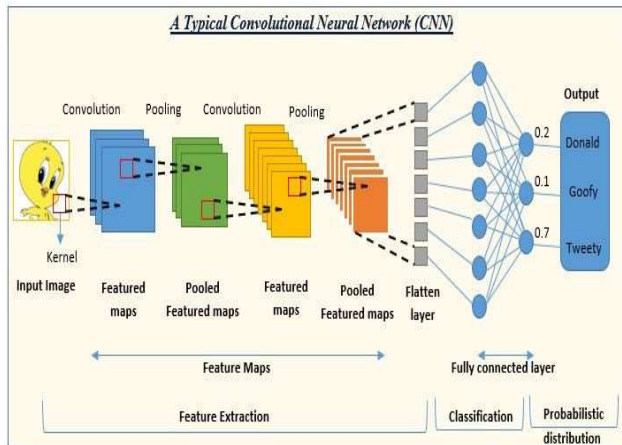 A Typical Convolutional Neural Network (CNN)
Convolution
Pooling
Convolution
Pooling
Output
0.2
Donald
0.1
Goofy
0.7
Tweety
Kernel
Input Image
Featured
maps
Pooled
Featured maps
Featured
maps
Pooled
Featured maps
Flatten
layer
Feature Maps
Fully connected layer
Feature Extraction
Classification
Probabilistic
distribution